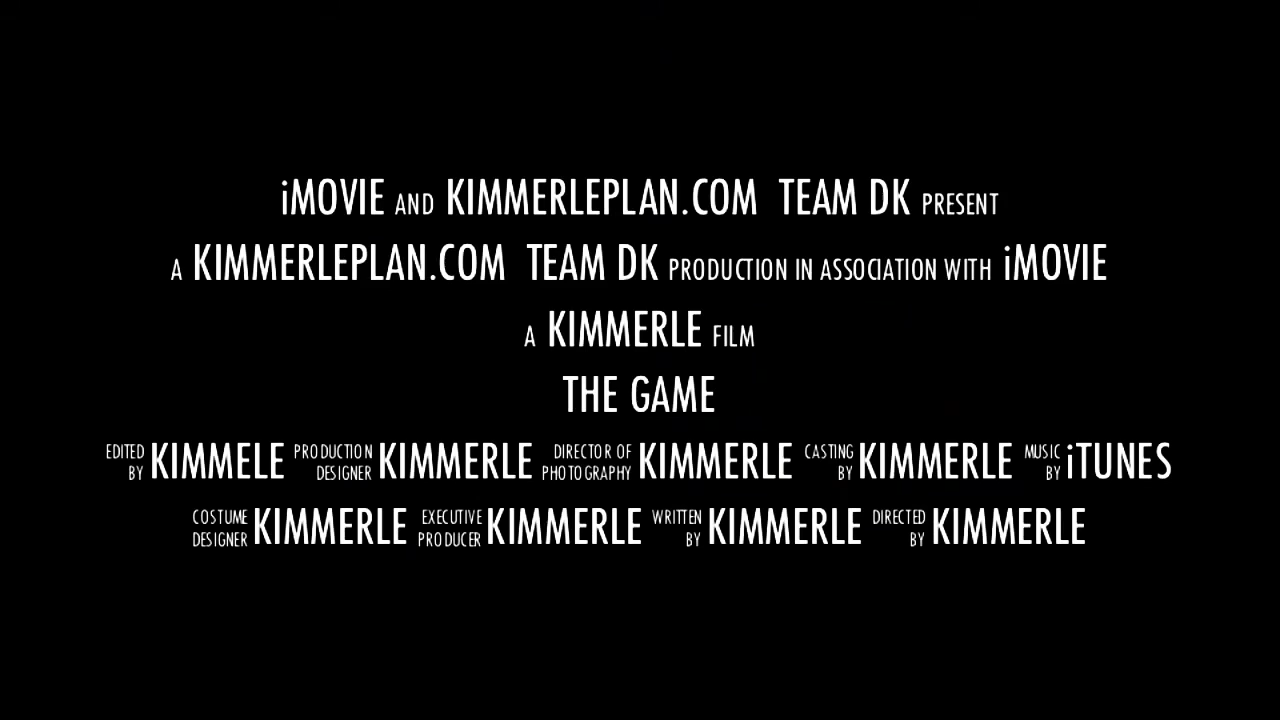 iMOVIE AND KIMMERLEPLAN.COM TEAM DK PRESENT
A KIMMERLEPLAN.COM TEAM DK PRODUCTION IN ASSOCIATION WITH iMOVIE
A KIMMERLE FILM
THE GAME
EDITED BY KIMMELE PRODUCTION DESIGNER KIMMERLE DIRECTOR OF PHOTOGRAPHY KIMMERLE CASTING BY KIMMERLE MUSIC BY iTUNES
COSTUME DESIGNER KIMMERLE EXECUTIVE PRODUCER KIMMERLE WRITTEN BY KIMMERLE DIRECTED BY KIMMERLE